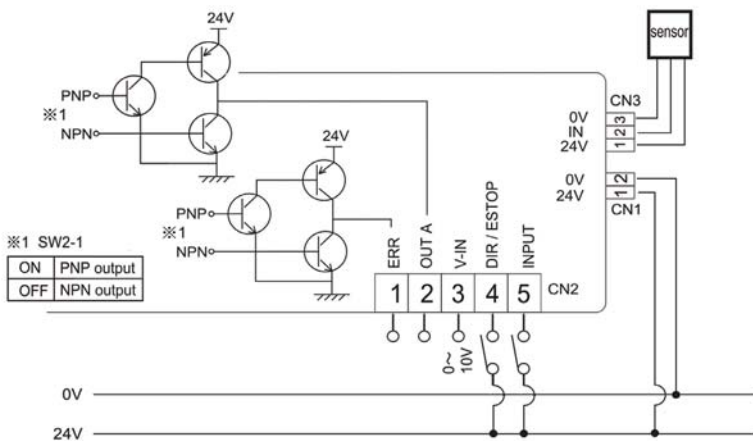 24V
sensor
PNP
※1
NPN
CN3
0V 3
IN 2
24V 1
24V
0V 2
24V 1
CN1
PNP
※1
NPN
※1 SW2-1
ON PNP output
OFF NPN output
ERR
OUT A
V-IN
DIR / ESTOP
INPUT
1 2 3 4 5 CN2
0～
10V
0V
24V